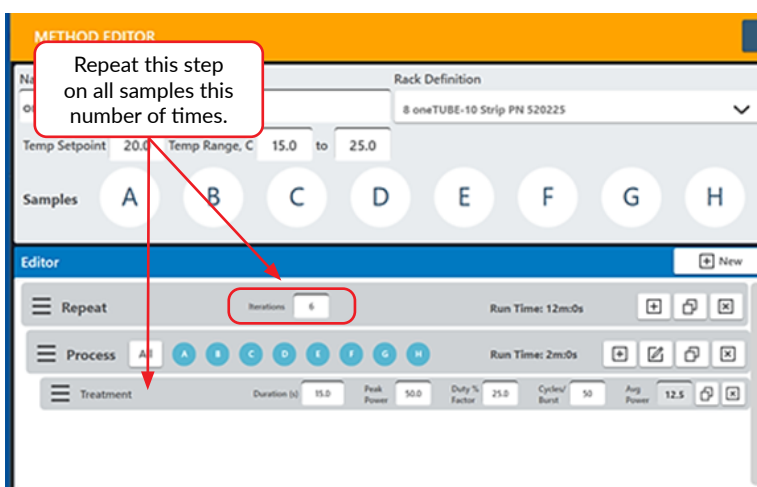 METHOD EDITOR
Repeat this step
on all samples this
number of times.
Na
Rack Definition
8 oneTUBE-10 Strip PN 520225
Temp Setpoint 20.0 Temp Range, C 15.0 to 25.0
Samples A B C D E F G H
Editor New
Repeat Iterations 6 Run Time: 12m:0s
Process All A B C D E F G H Run Time: 2m:0s
Treatment Duration (s) 15.0 Peak Power 50.0 Duty % Factor 25.0 Cycles/ Burst 50 Avg Power 12.5